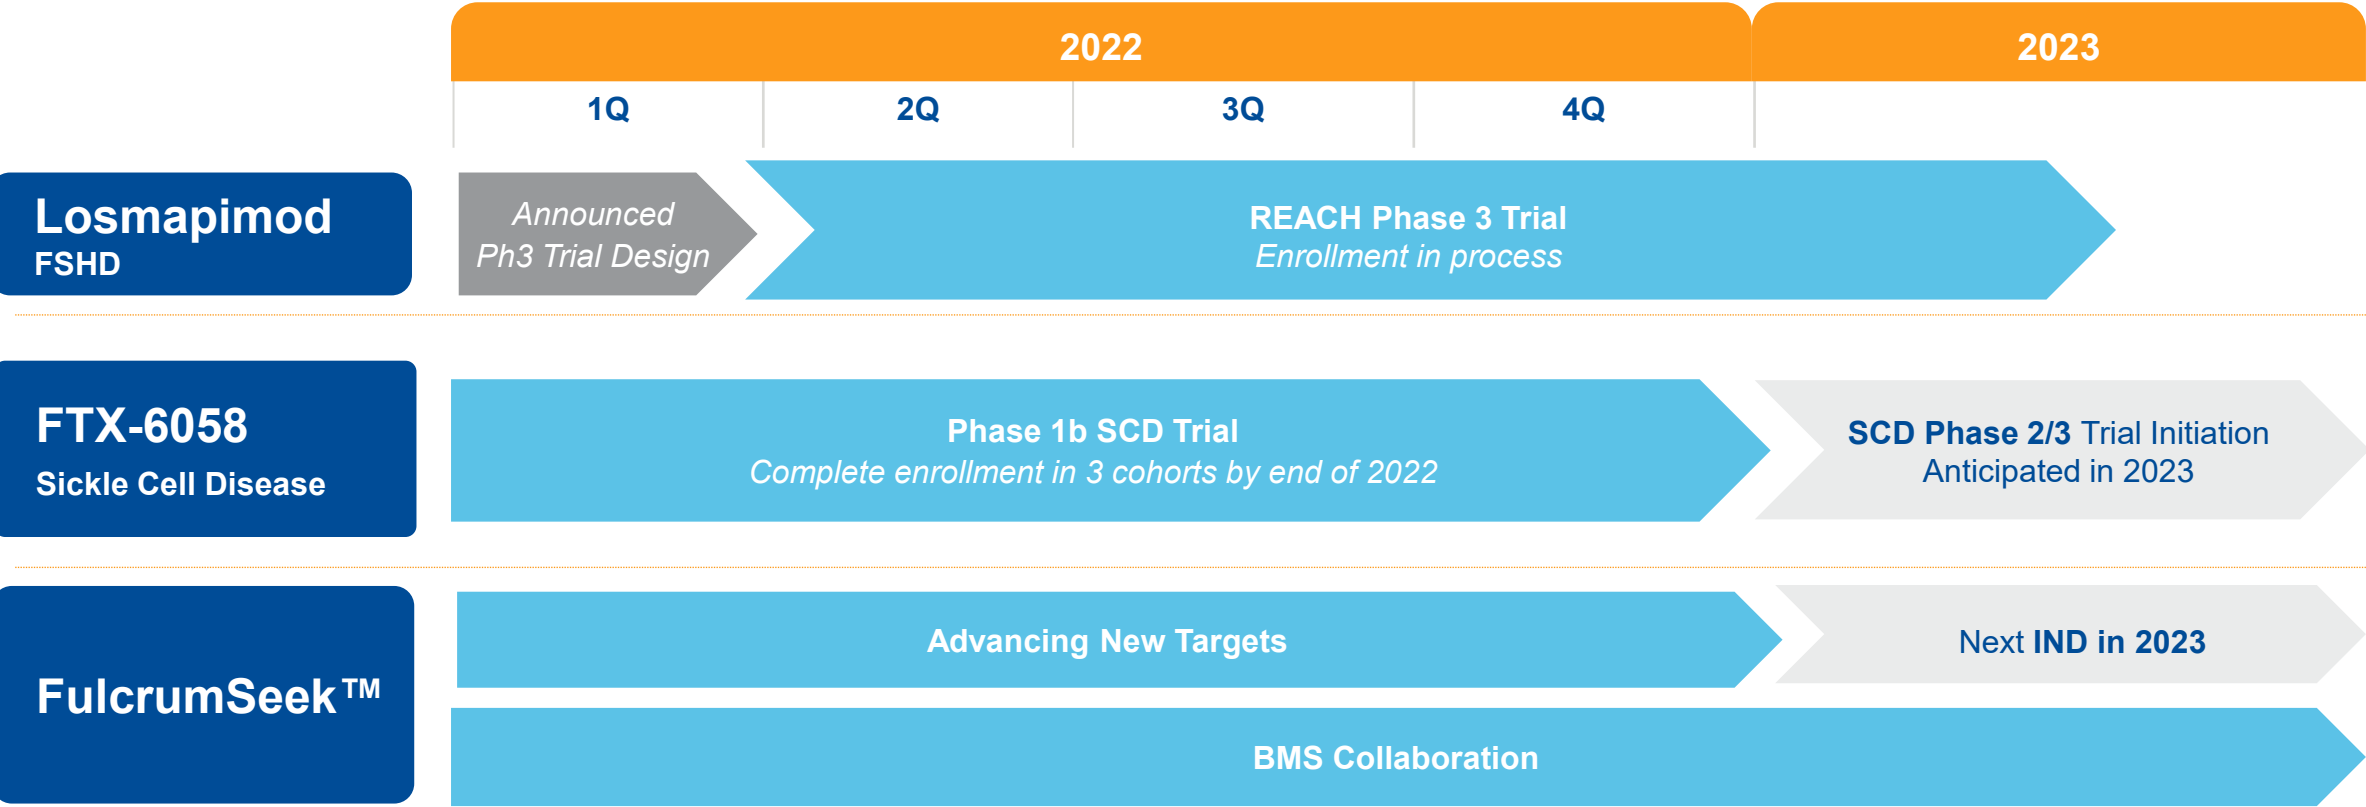 2022
2023
1Q
2Q
3Q
4Q
Losmapimod
FSHD
Announced
Ph3 Trial Design
REACH Phase 3 Trial
Enrollment in process
FTX-6058
Sickle Cell Disease
Phase 1b SCD Trial
Complete enrollment in 3 cohorts by end of 2022
SCD Phase 2/3 Trial Initiation
Anticipated in 2023
FulcrumSeek™
Advancing New Targets
Next IND in 2023
BMS Collaboration